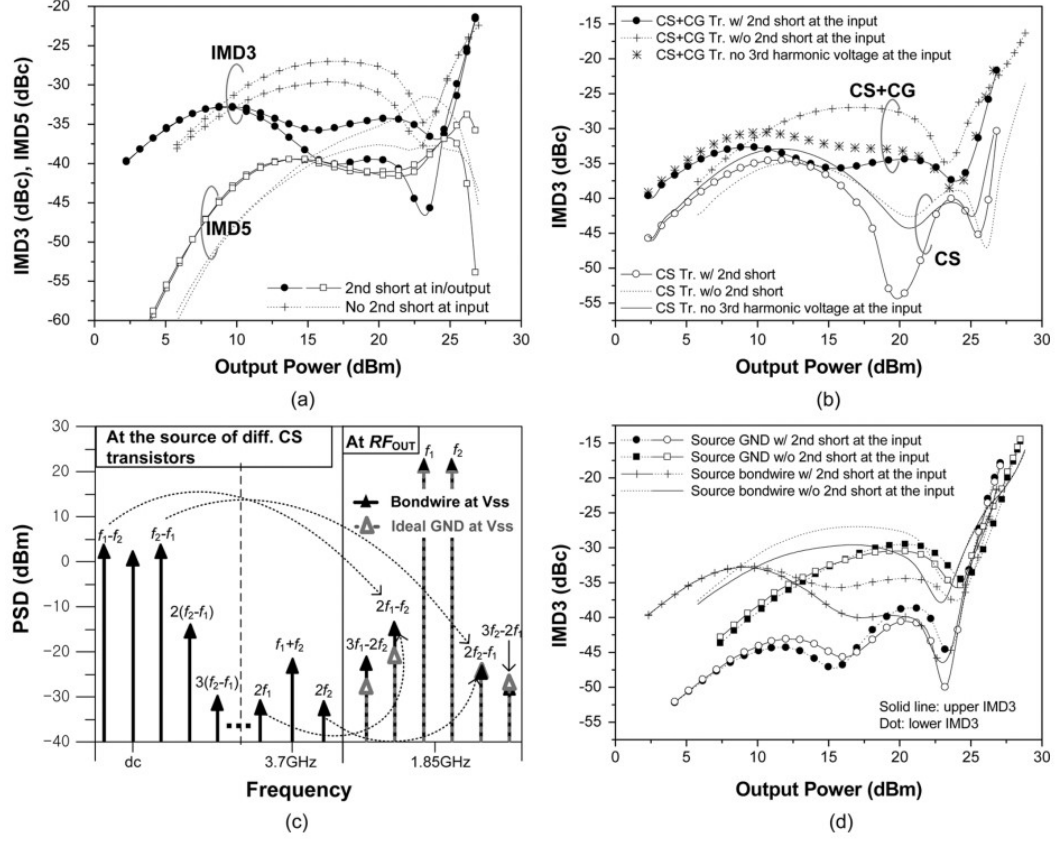 -20
-25
-30
-35
-40
-45
-50
-55
-60
IMD3 (dBc), IMD5 (dBc)
IMD3
IMD5
2nd short at in/output
No 2nd short at input
0 5 10 15 20 25 30
Output Power (dBm)
(a)
-15
-20
-25
-30
-35
-40
-45
-50
-55
IMD3 (dBc)
CS+CG Tr. w/ 2nd short at the input
CS+CG Tr. w/o 2nd short at the input
CS+CG Tr. no 3rd harmonic voltage at the input
CS+CG
CS
CS Tr. w/ 2nd short
CS Tr. w/o 2nd short
CS Tr. no 3rd harmonic voltage at the input
0 5 10 15 20 25 30
Output Power (dBm)
(b)
30
20
10
0
-10
-20
-30
-40
PSD (dBm)
At the source of diff. CS
transistors
At RFOUT
f1
f2
Bondwire at Vss
Ideal GND at Vss
f1-f2
f2-f1
2(f2-f1)
3(f2-f1)
2f1
f1+f2
2f2
3f1-2f2
2f1-f2
2f2-f1
3f2-2f1
dc
3.7GHz
1.85GHz
Frequency
(c)
-15
-20
-25
-30
-35
-40
-45
-50
-55
IMD3 (dBc)
Source GND w/ 2nd short at the input
Source GND w/o 2nd short at the input
Source bondwire w/ 2nd short at the input
Source bondwire w/o 2nd short at the input
Solid line: upper IMD3
Dot: lower IMD3
0 5 10 15 20 25 30
Output Power (dBm)
(d)